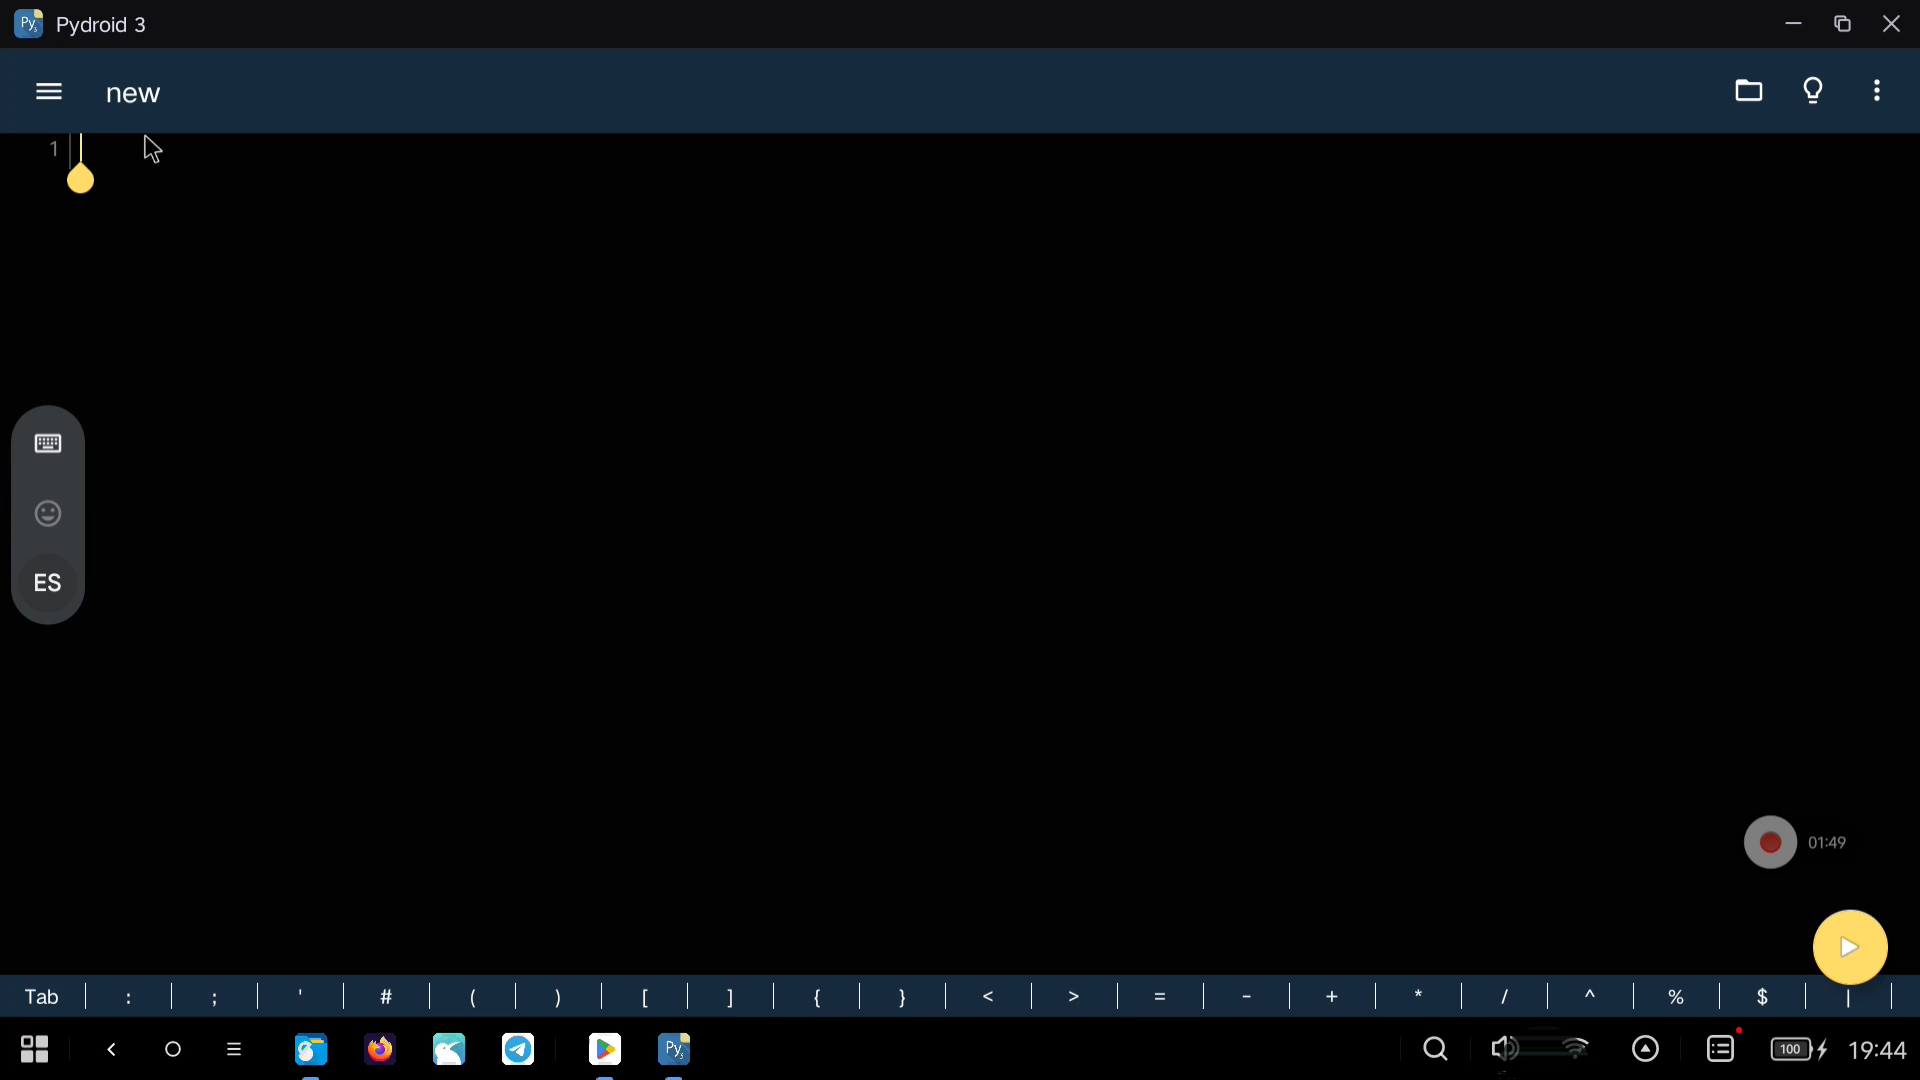 Pydroid 3
new
1
ES
01:49
Tab : ; ' # ( ) [ ] { } < > = - + * / ^ % $ |
100 19:44